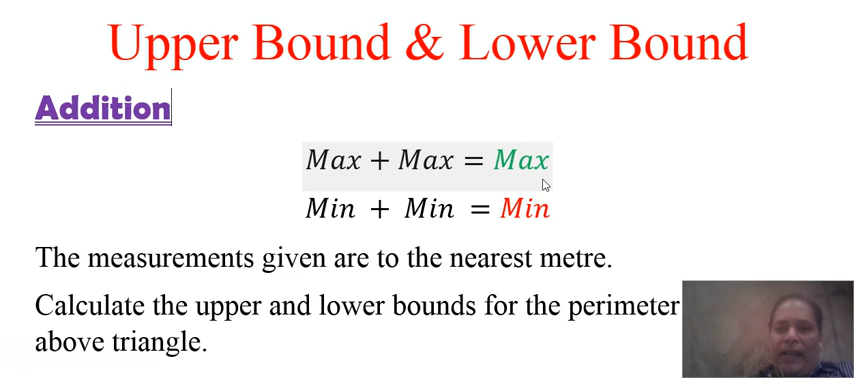 Upper Bound & Lower Bound
Addition
Max + Max = Max
Min + Min = Min
The measurements given are to the nearest metre.
Calculate the upper and lower bounds for the perimeter
above triangle.